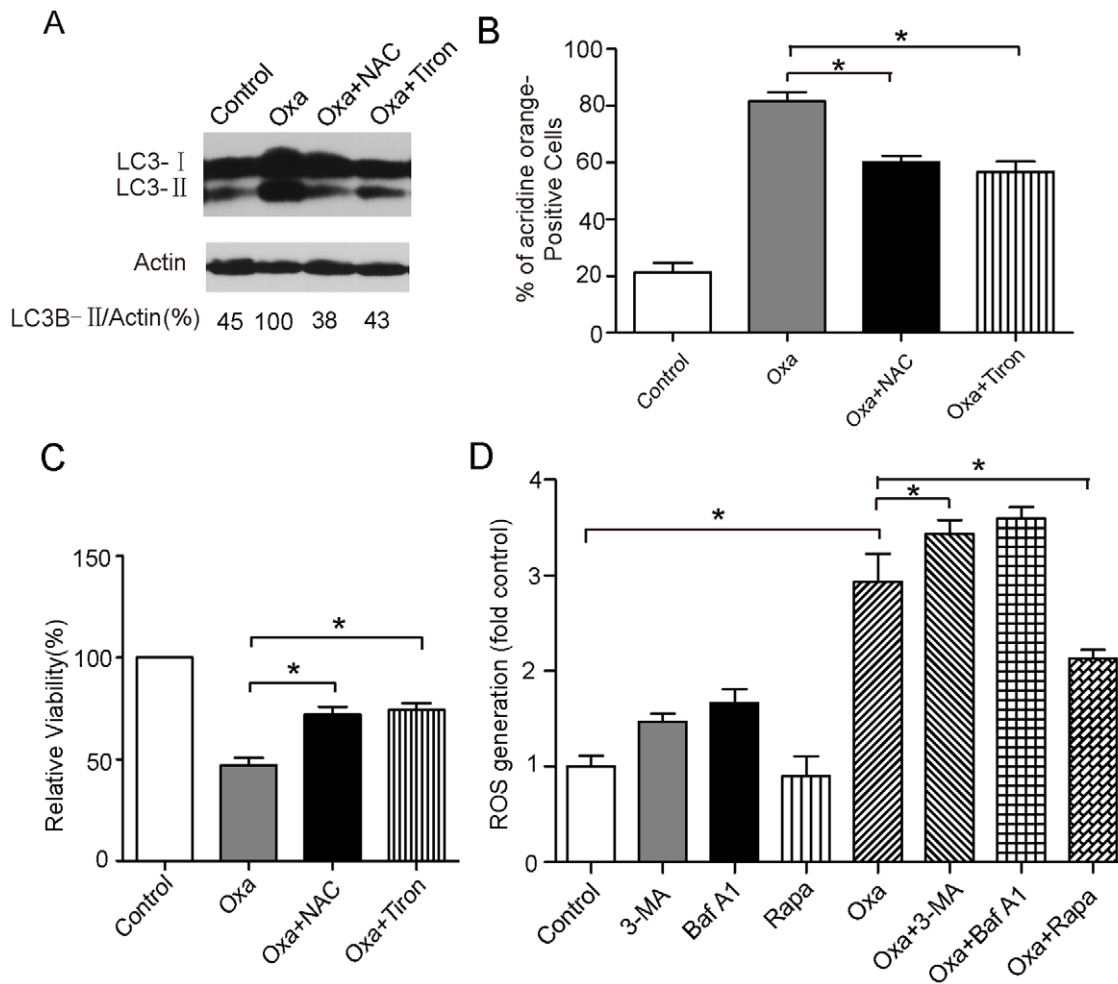 A
Control Oxa Oxa+NAC Oxa+Tiron
LC3-Ⅰ
LC3-Ⅱ
Actin
LC3B-Ⅱ/Actin(%) 45 100 38 43
B
% of acridine orange-
Positive Cells
100
80
60
40
20
0
* *
Control Oxa Oxa+NAC Oxa+Tiron
C
Relative Viability(%)
150
100
50
0
* *
Control Oxa Oxa+NAC Oxa+Tiron
D
ROS generation (fold control)
4
3
2
1
0
* * *
Control 3-MA Baf A1 Rapa Oxa Oxa+3-MA Oxa+Baf A1 Oxa+Rapa